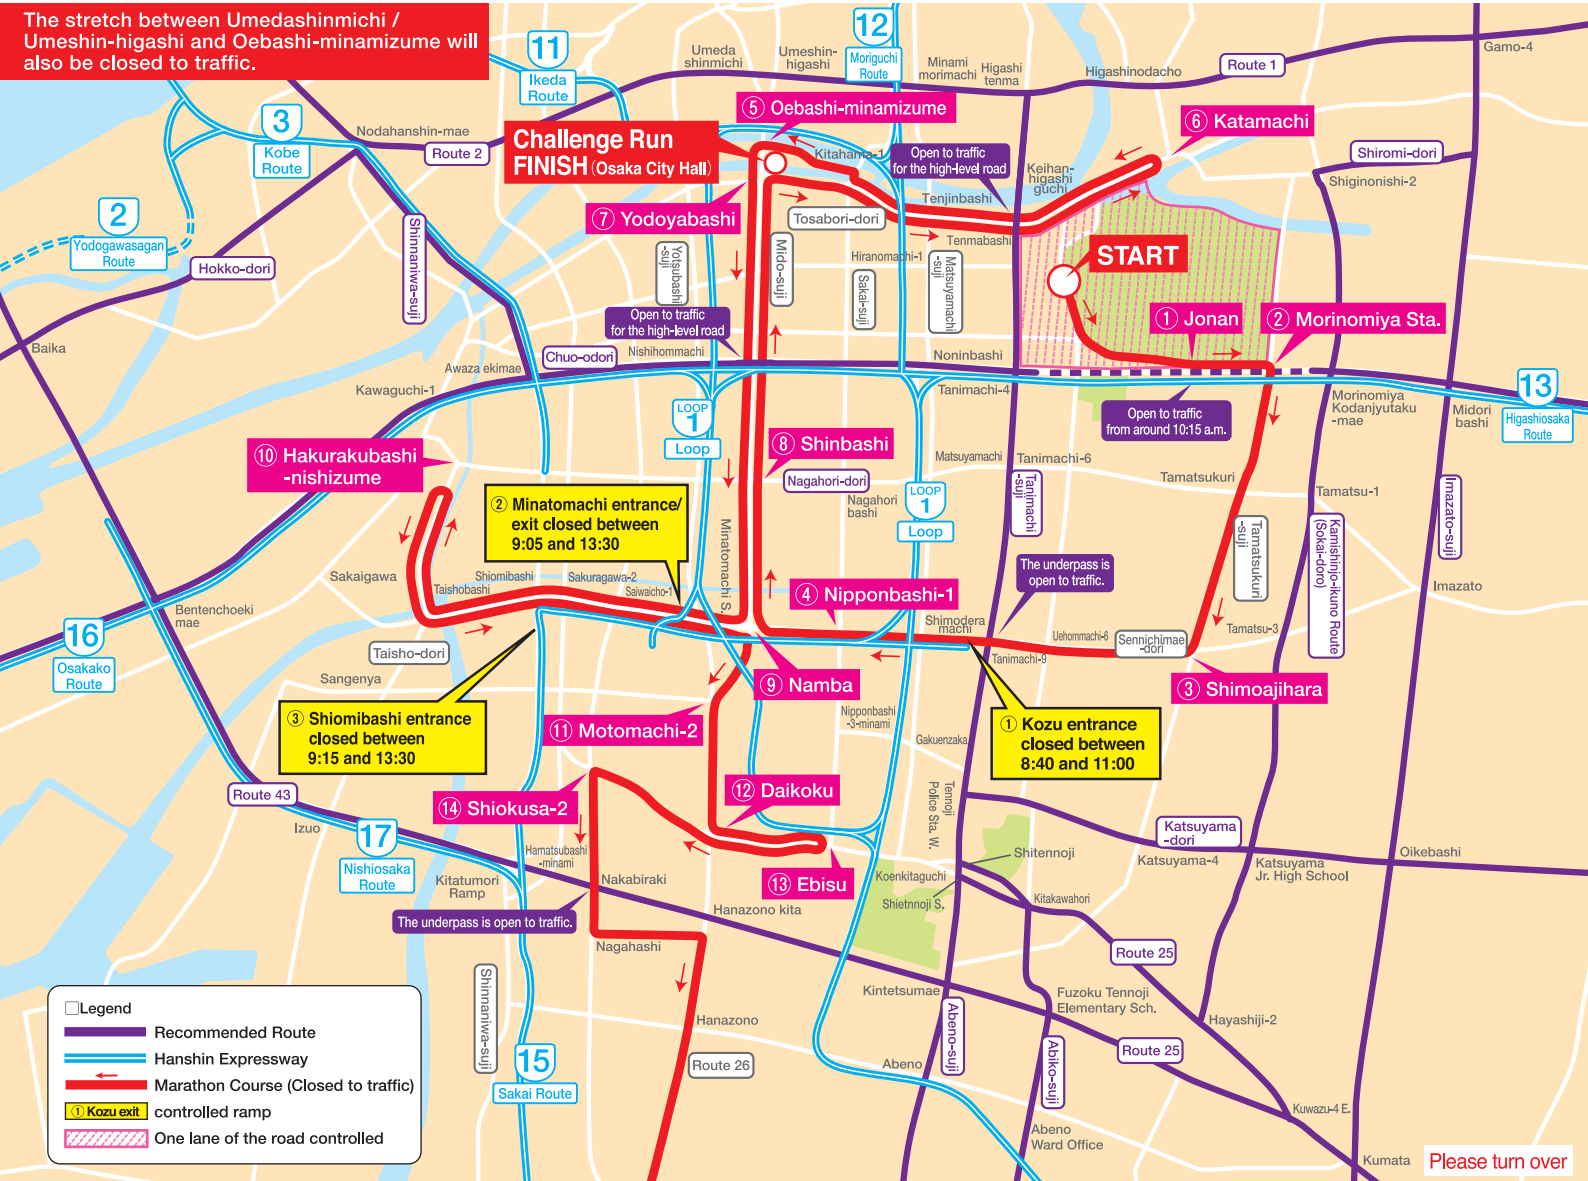 The stretch between Umedashinmichi /
Umeshin-higashi and Oebashi-minamizume will
also be closed to traffic.
11
Ikeda
Route
Umeda
shinmichi
Umeshin-
higashi
12
Moriguchi
Route
Minami
morimachi
Higashi
tenma
Higashinodacho
Route 1
Gamo-4
3
Kobe
Route
Nodahanshin-mae
Route 2
Challenge Run
FINISH (Osaka City Hall)
⑤ Oebashi-minamizume
Kitahama-1
Open to traffic
for the high-level road
Keihan-
higashi
guchi
⑥ Katamachi
Shiromi-dori
Shiginonishi-2
2
Yodogawasagan
Route
Hokko-dori
Shinnaniwa-suji
⑦ Yodoyabashi
Tosabori-dori
Tenjinbashi
Tenmabashi
Yotsubashi
-suji
Mido-suji
Hiranomachi-1
Sakai-suji
Matsuyamachi
-suji
START
Open to traffic
for the high-level road
① Jonan
② Morinomiya Sta.
Baika
Chuo-odori
Nishihommachi
Noninbashi
Awaza ekimae
Kawaguchi-1
Tanimachi-4
Morinomiya
Kodanjyutaku
-mae
Midori
bashi
13
Higashiosaka
Route
Open to traffic
from around 10:15 a.m.
LOOP
1
Loop
⑩ Hakurakubashi
-nishizume
⑧ Shinbashi
Matsuyamachi
Tanimachi-6
Tamatsukuri
Nagahori-dori
Nagahori
bashi
LOOP
1
Loop
Tanimachi
-suji
Tamatsu-1
Imazato-suji
② Minatomachi entrance/
exit closed between
9:05 and 13:30
Minatomachi S.
Tamatsukuri
-suji
Kamishinjo-ikuno Route
(Sokai-doro)
The underpass is
open to traffic.
Sakaigawa
Taishobashi
Shiomibashi
Sakuragawa-2
Saiwaicho-1
④ Nipponbashi-1
Imazato
Bentenchoeki
mae
16
Osakako
Route
Taisho-dori
Shimodera
machi
Uehommachi-6
Sennichimae
-dori
Tamatsu-3
Tanimachi-9
Sangenya
⑨ Namba
③ Shimoajihara
③ Shiomibashi entrance
closed between
9:15 and 13:30
⑪ Motomachi-2
Nipponbashi
-3-minami
Gakuenzaka
① Kozu entrance
closed between
8:40 and 11:00
Route 43
Izuo
17
Nishiosaka
Route
⑭ Shiokusa-2
⑫ Daikoku
Tennoji
Police Sta. W.
Katsuyama
-dori
Katsuyama-4
Katsuyama
Jr. High School
Oikebashi
Hamatsubashi
-minami
Kitatumori
Ramp
Nakabiraki
⑬ Ebisu
Koenkitaguchi
Shitennoji
Shietnnoji S.
Kitakawahori
Hanazono kita
The underpass is open to traffic.
Nagahashi
Route 25
Shinnaniwa-suji
Kintetsumae
Abeno-suji
Fuzoku Tennoji
Elementary Sch.
Hayashiji-2
Hanazono
15
Sakai Route
Route 26
Abeno
Abiko-suji
Route 25
Kuwazu-4 E.
Abeno
Ward Office
Kumata
Legend
Recommended Route
Hanshin Expressway
Marathon Course (Closed to traffic)
① Kozu exit controlled ramp
One lane of the road controlled
Please turn over